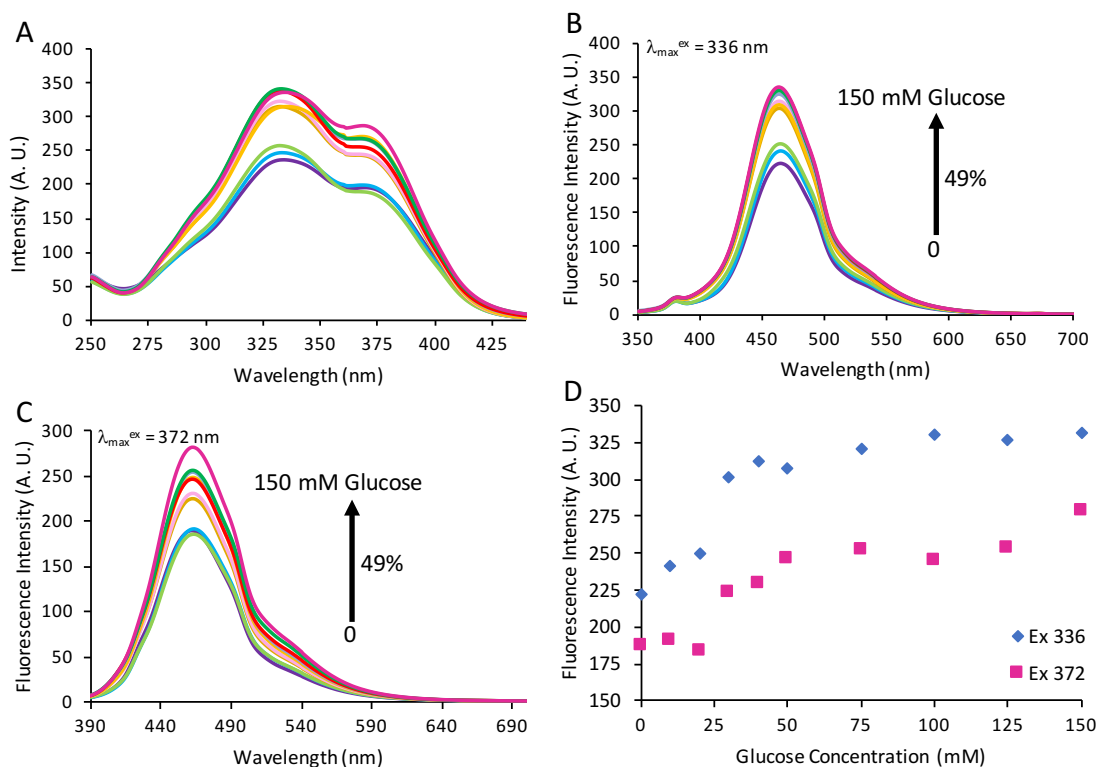 A
400
350
300
250
200
150
100
50
0
Intensity (A. U.)
250 275 300 325 350 375 400 425
Wavelength (nm)
B
λmax^ex = 336 nm
400
350
300
250
200
150
100
50
0
Fluorescence Intensity (A. U.)
150 mM Glucose
49%
0
350 400 450 500 550 600 650 700
Wavelength (nm)
C
λmax^ex = 372 nm
300
250
200
150
100
50
0
Fluorescence Intensity (A. U.)
150 mM Glucose
49%
0
390 440 490 540 590 640 690
Wavelength (nm)
D
350
325
300
275
250
225
200
175
150
Fluorescence Intensity (A. U.)
Ex 336
Ex 372
0 25 50 75 100 125 150
Glucose Concentration (mM)